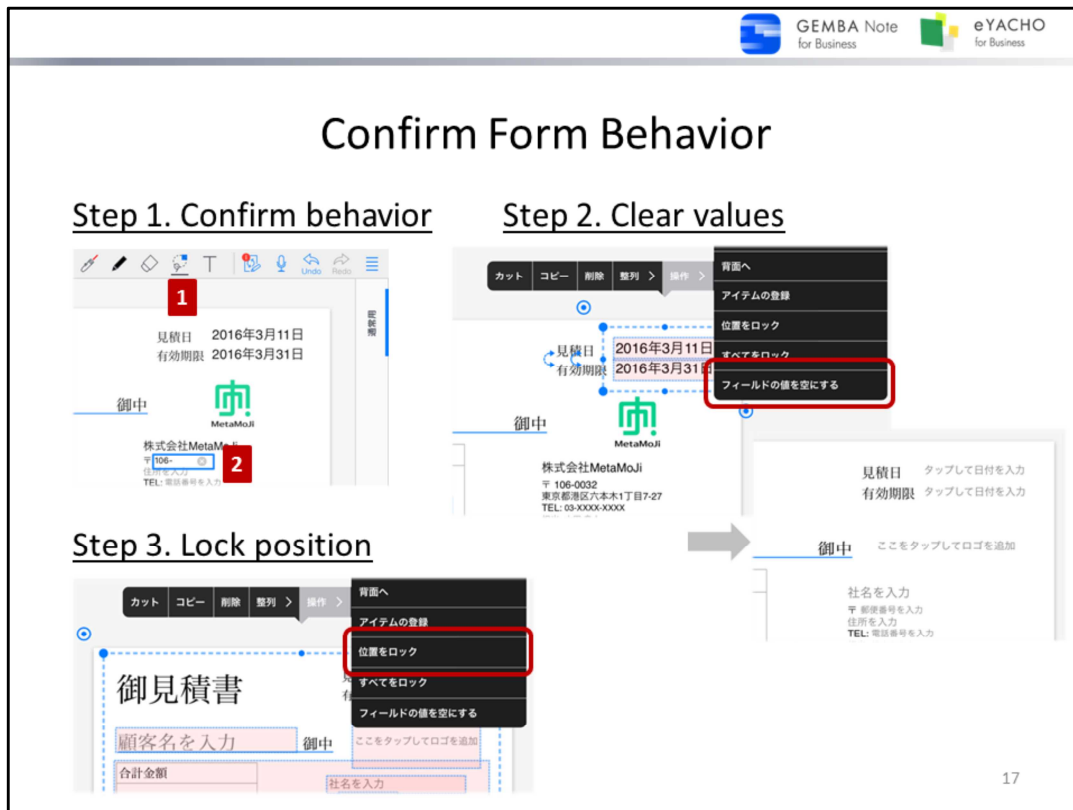 GEMBA Note
for Business
eYACHO
for Business
Confirm Form Behavior
Step 1. Confirm behavior
Undo
Redo
1
通常用
見積日 2016年3月11日
有効期限 2016年3月31日
御中
MetaMoJi
株式会社MetaMoJi
〒106-
2
住所を入力
TEL: 電話番号を入力
Step 2. Clear values
カット コピー 削除 整列 > 操作 >
背面へ
アイテムの登録
位置をロック
すべてをロック
フィールドの値を空にする
見積日 2016年3月11日
有効期限 2016年3月31日
御中
MetaMoJi
株式会社MetaMoJi
〒 106-0032
東京都港区六本木1丁目7-27
TEL: 03-XXXX-XXXX
見積日 タップして日付を入力
有効期限 タップして日付を入力
御中 ここをタップしてロゴを追加
社名を入力
〒 郵便番号を入力
住所を入力
TEL: 電話番号を入力
Step 3. Lock position
カット コピー 削除 整列 > 操作 >
背面へ
アイテムの登録
位置をロック
すべてをロック
フィールドの値を空にする
御見積書
顧客名を入力 御中
ここをタップしてロゴを追加
合計金額
社名を入力
17